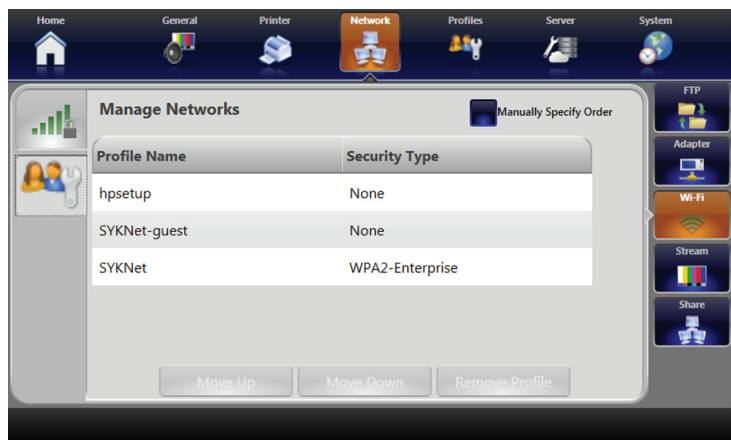 Home General Printer Network Profiles Server System
Manage Networks
Manually Specify Order
Profile Name Security Type
hpsetup None
SYKNet-guest None
SYKNet WPA2-Enterprise
Move Up Move Down Remove Profile
FTP
Adapter
Wi-Fi
Stream
Share